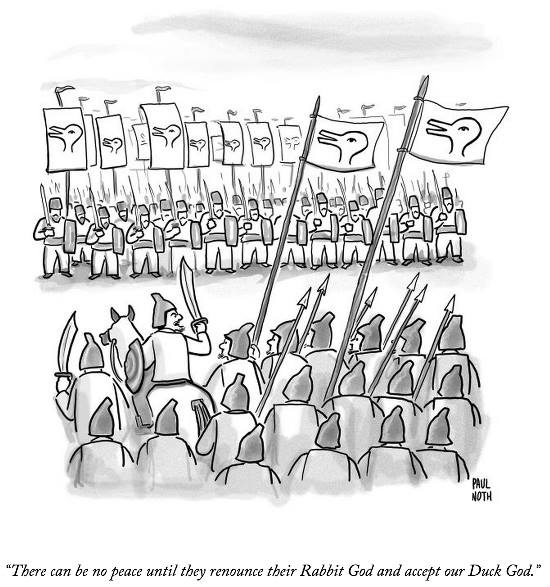 PAUL
NOTH
“There can be no peace until they renounce their Rabbit God and accept our Duck God.”